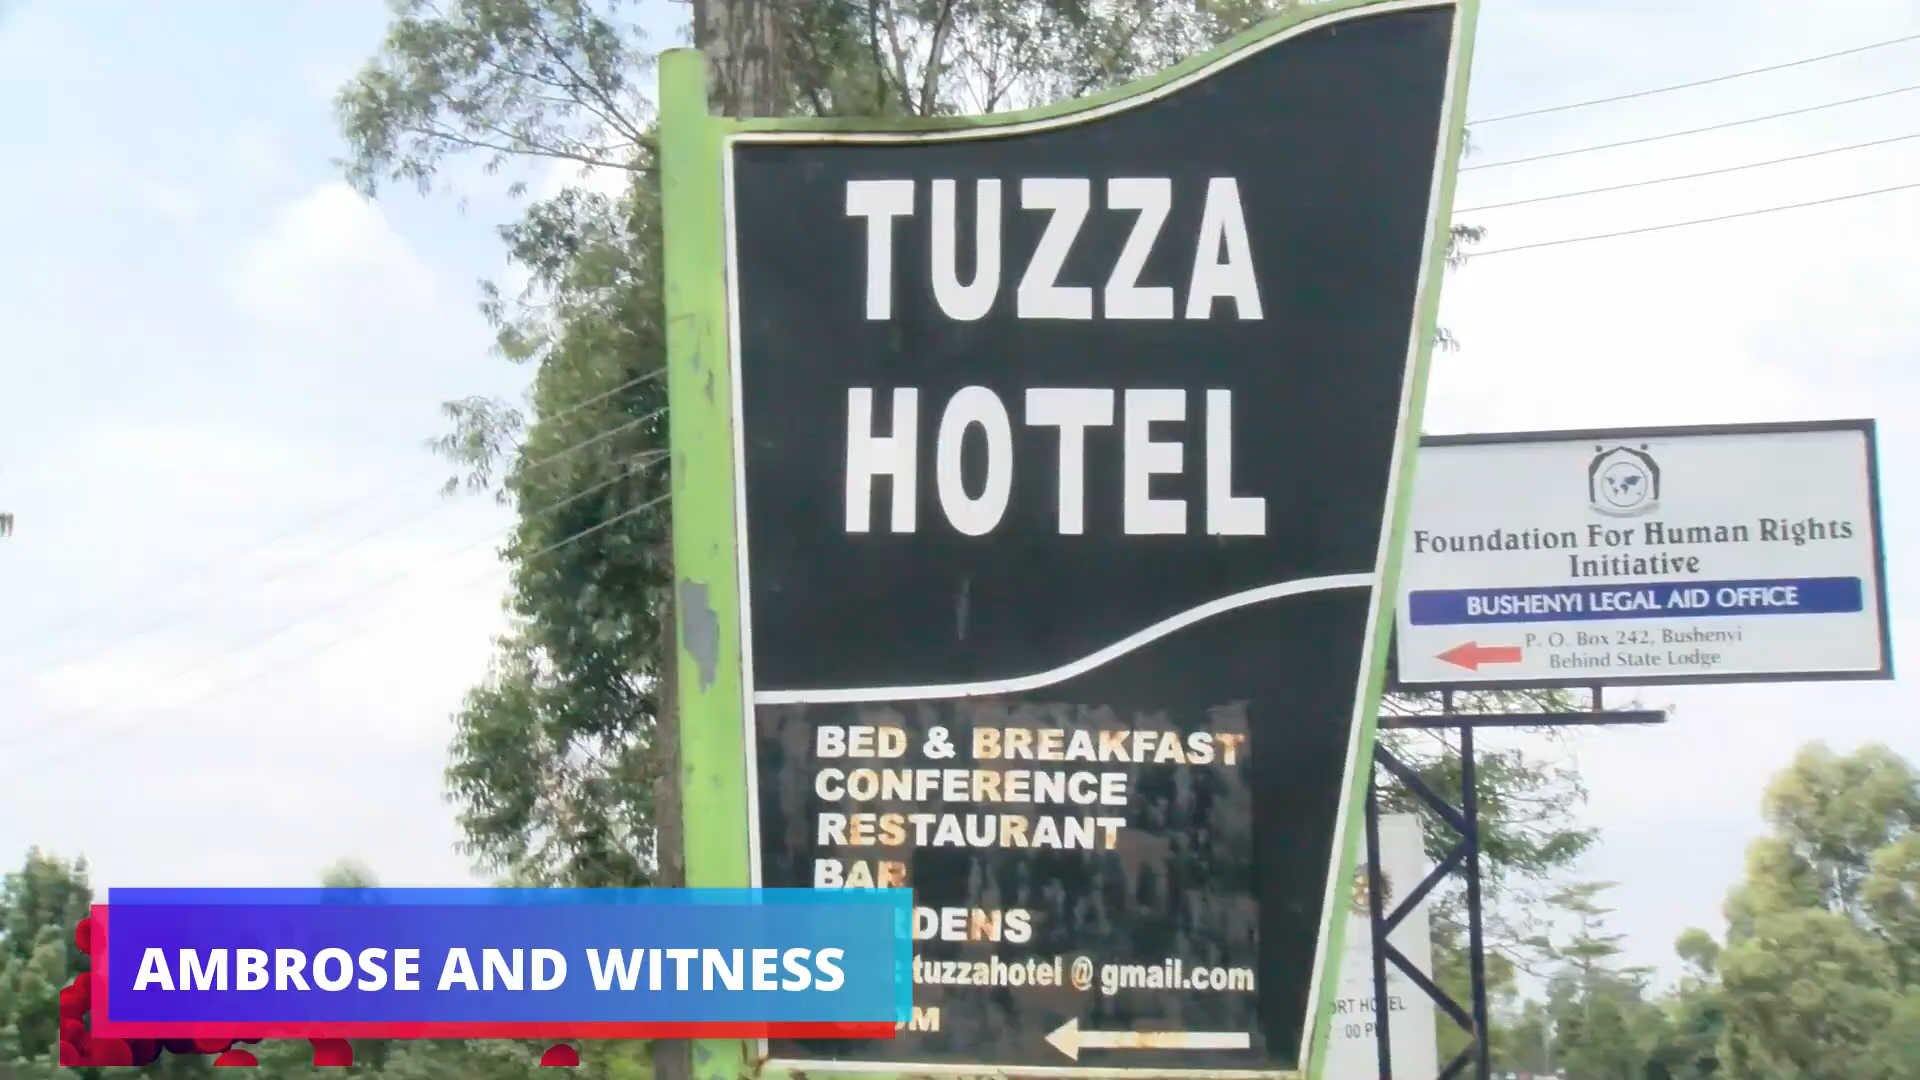 TUZZA
HOTEL
BED & BREAKFAST
CONFERENCE
RESTAURANT
BAR
tuzzahotel @ gmail.com
Foundation For Human Rights
Initiative
BUSHENYI LEGAL AID OFFICE
P. O. Box 242, Bushenyi
Behind State Lodge
AMBROSE AND WITNESS